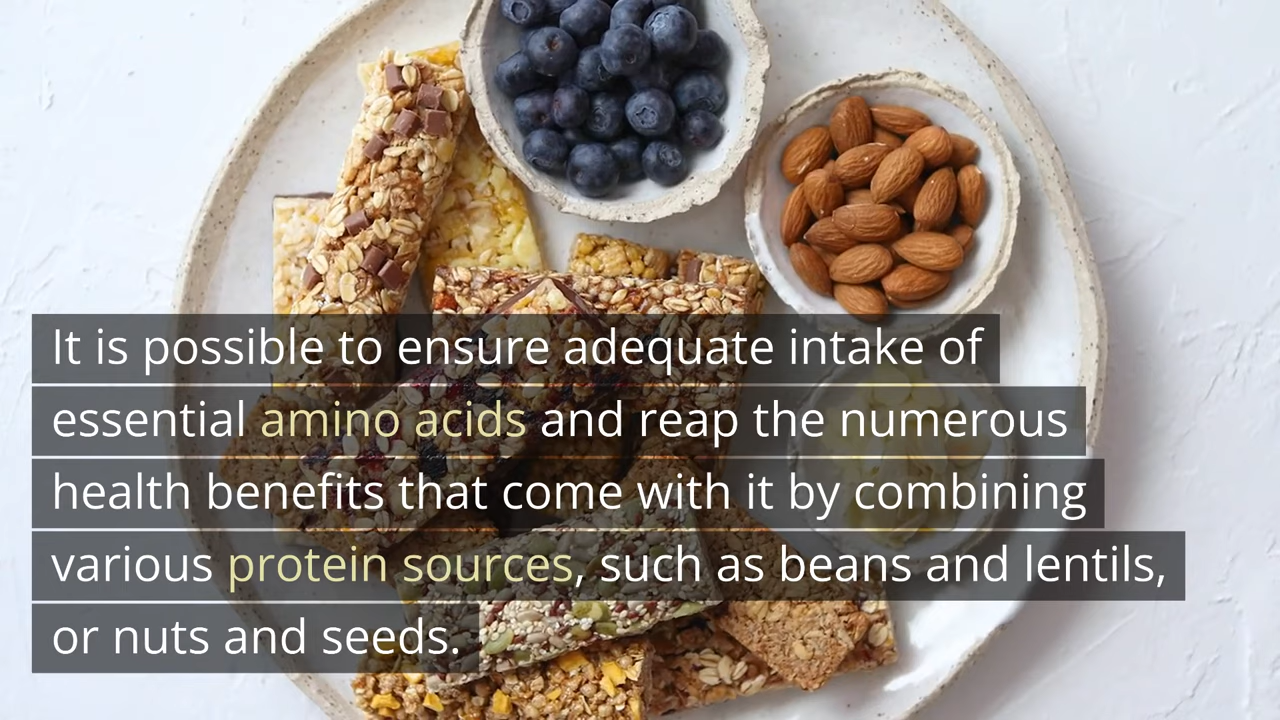 It is possible to ensure adequate intake of
essential amino acids and reap the numerous
health benefits that come with it by combining
various protein sources, such as beans and lentils,
or nuts and seeds.